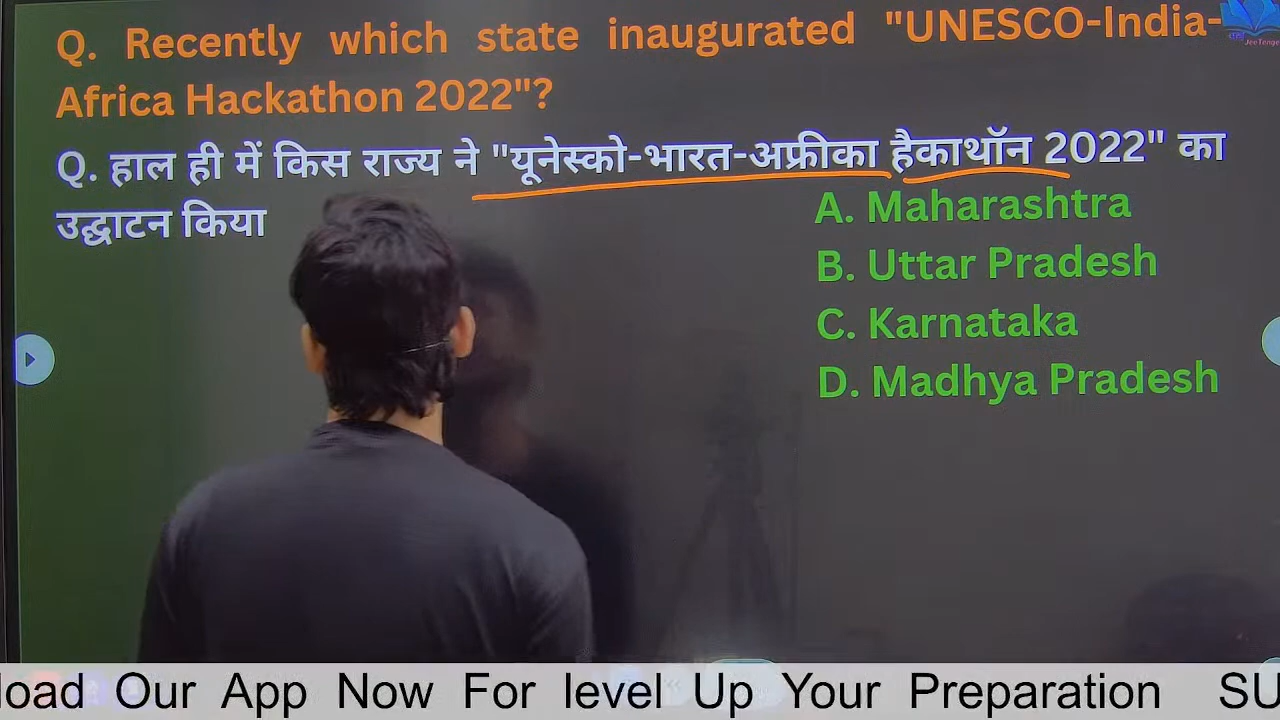 Q. Recently which state inaugurated "UNESCO-India-
Africa Hackathon 2022"?
Q. हाल ही में किस राज्य ने "यूनेस्को-भारत-अफ्रीका हैकाथॉन 2022" का
उद्घाटन किया
A. Maharashtra
B. Uttar Pradesh
C. Karnataka
D. Madhya Pradesh
load Our App Now For level Up Your Preparation SU